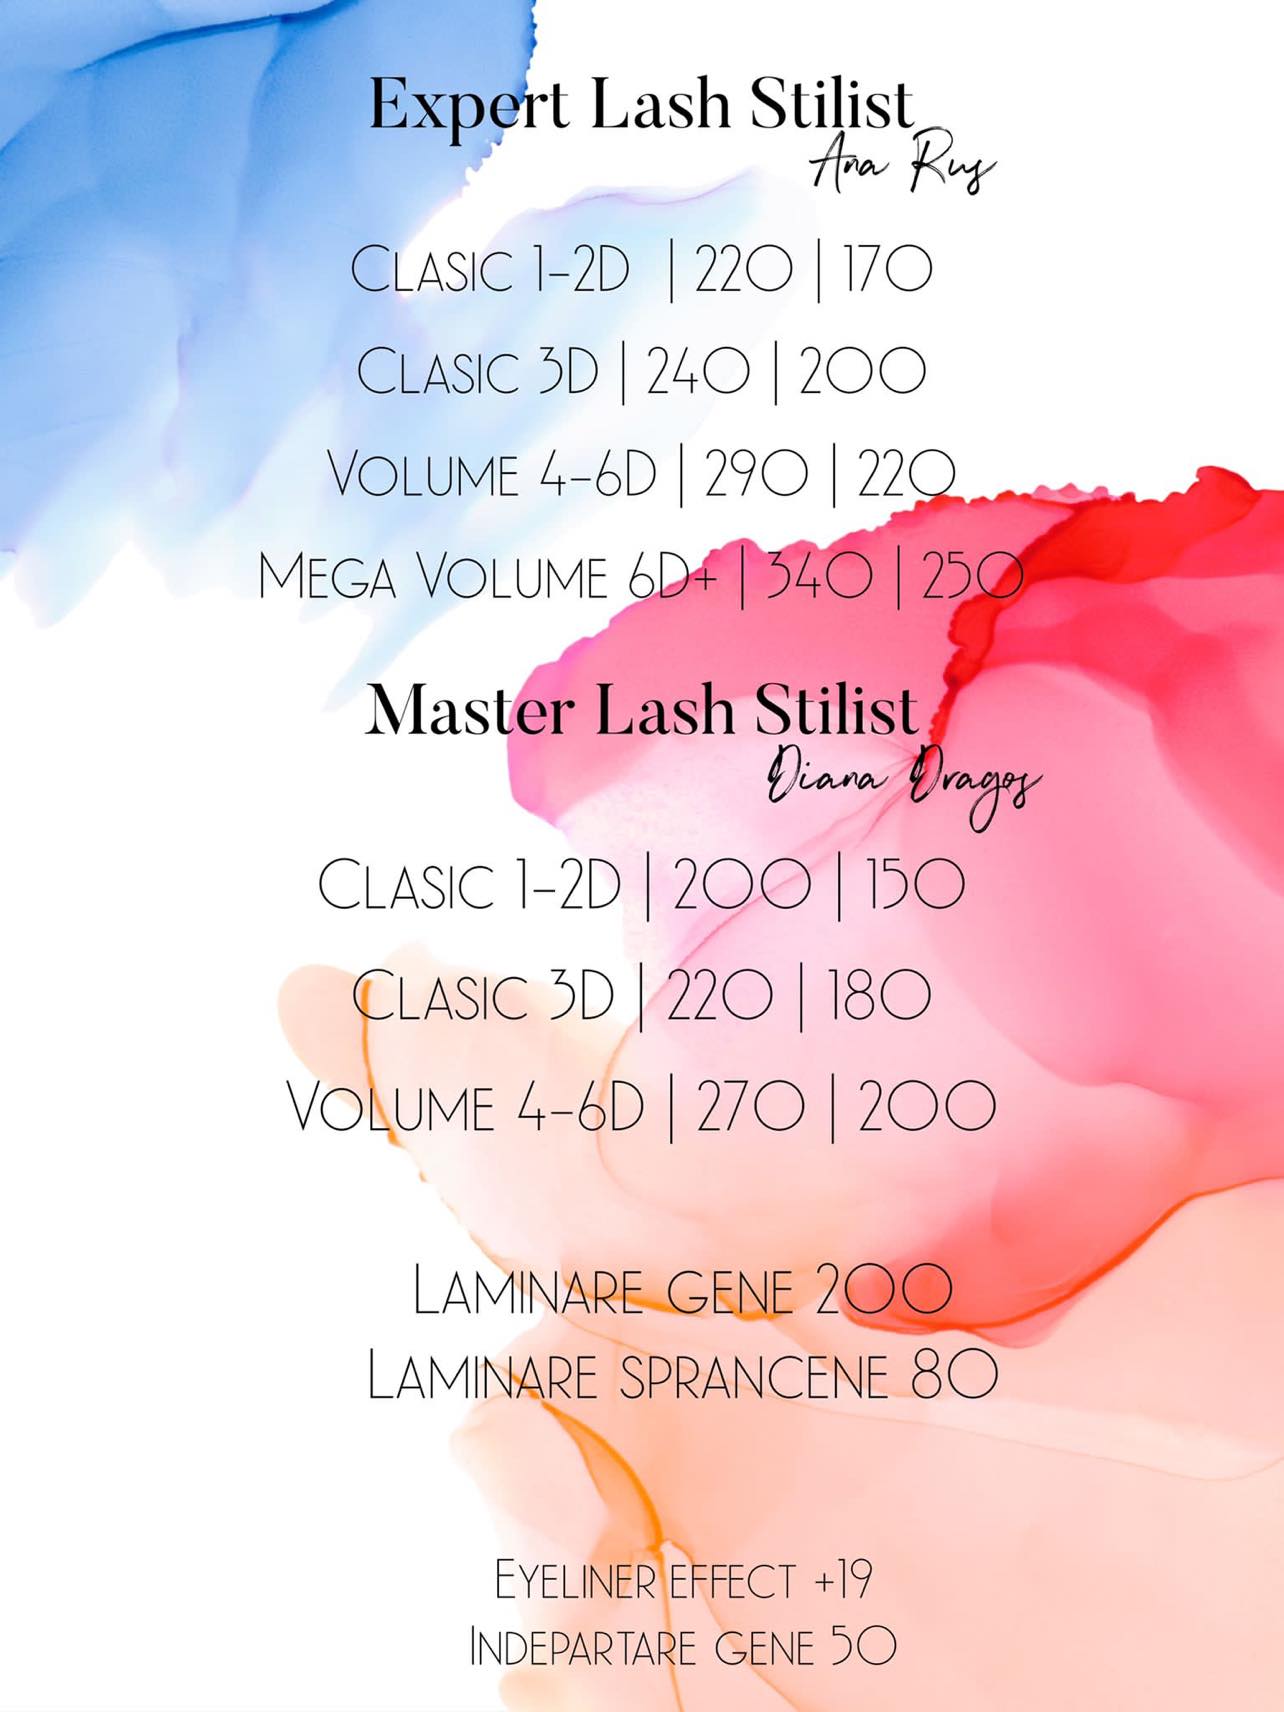 Expert Lash Stilist
Ana Rus
CLASIC 1-2D | 220 | 170
CLASIC 3D | 240 | 200
VOLUME 4-6D | 290 | 220
MEGA VOLUME 6D+ | 340 | 250
Master Lash Stilist
Diana Dragos
CLASIC 1-2D | 200 | 150
CLASIC 3D | 220 | 180
VOLUME 4-6D | 270 | 200
LAMINARE GENE 200
LAMINARE SPRANCENE 80
EYELINER EFFECT +19
INDEPARTARE GENE 50